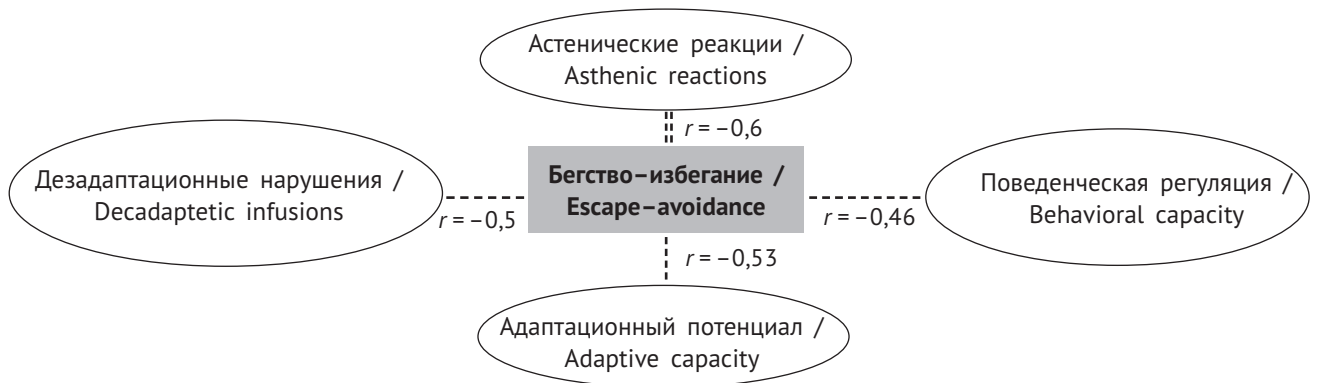 Астенические реакции /
Asthenic reactions
r = –0,6
Дезадаптационные нарушения /
Decadaptetic infusions
r = –0,5
Бегство–избегание /
Escape–avoidance
r = –0,46
Поведенческая регуляция /
Behavioral capacity
r = –0,53
Адаптационный потенциал /
Adaptive capacity